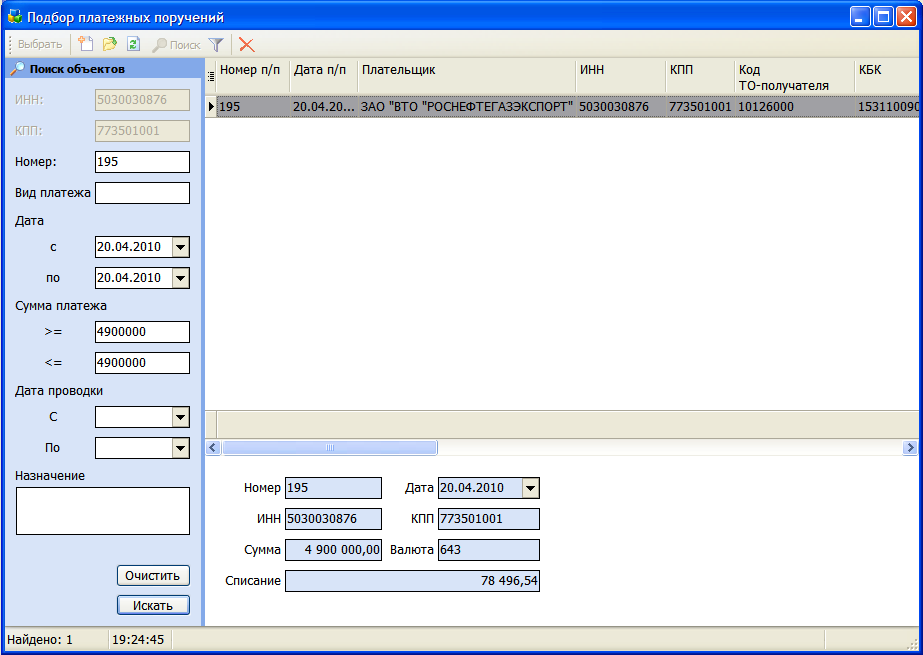 Подбор платежных поручений
Выбрать Поиск
Поиск объектов
ИНН: 5030030876
КПП: 773501001
Номер: 195
Вид платежа
Дата
с 20.04.2010
по 20.04.2010
Сумма платежа
>= 4900000
<= 4900000
Дата проводки
С
По
Назначение
Очистить
Искать
Номер п/п Дата п/п Плательщик ИНН КПП Код КБК
ТО-получателя
195 20.04.20... ЗАО "ВТО "РОСНЕФТЕГАЗЭКСПОРТ" 5030030876 773501001 10126000 153110090
Номер 195 Дата 20.04.2010
ИНН 5030030876 КПП 773501001
Сумма 4 900 000,00 Валюта 643
Списание 78 496,54
Найдено: 1 19:24:45